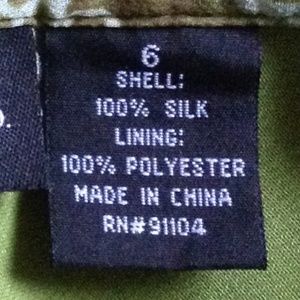 6
SHELL:
100% SILK
LINING:
100% POLYESTER
MADE IN CHINA
RN#91104